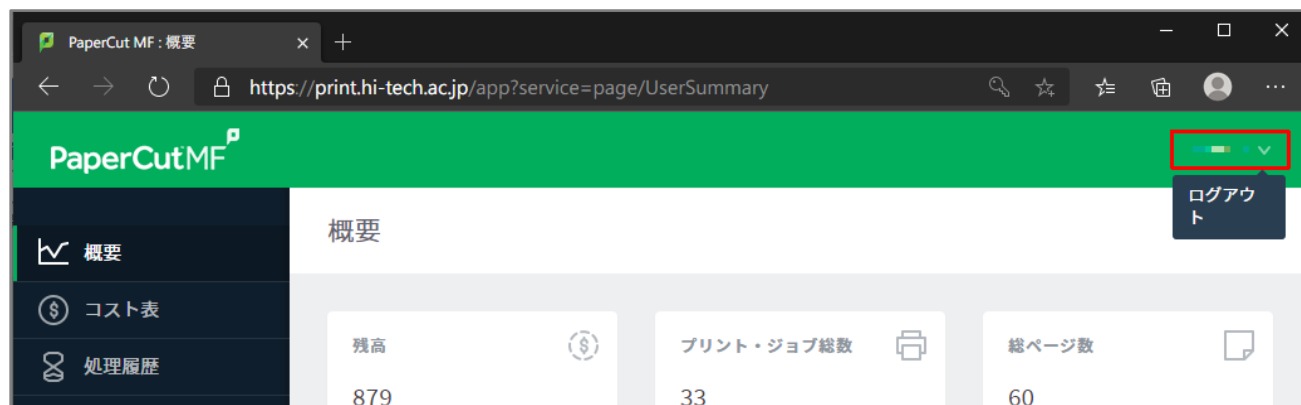 PaperCut MF : 概要
https://print.hi-tech.ac.jp/app?service=page/UserSummary
PaperCut MF
ログアウ
ト
概要
概要
コスト表
処理履歴
残高
プリント・ジョブ総数
総ページ数
879
33
60